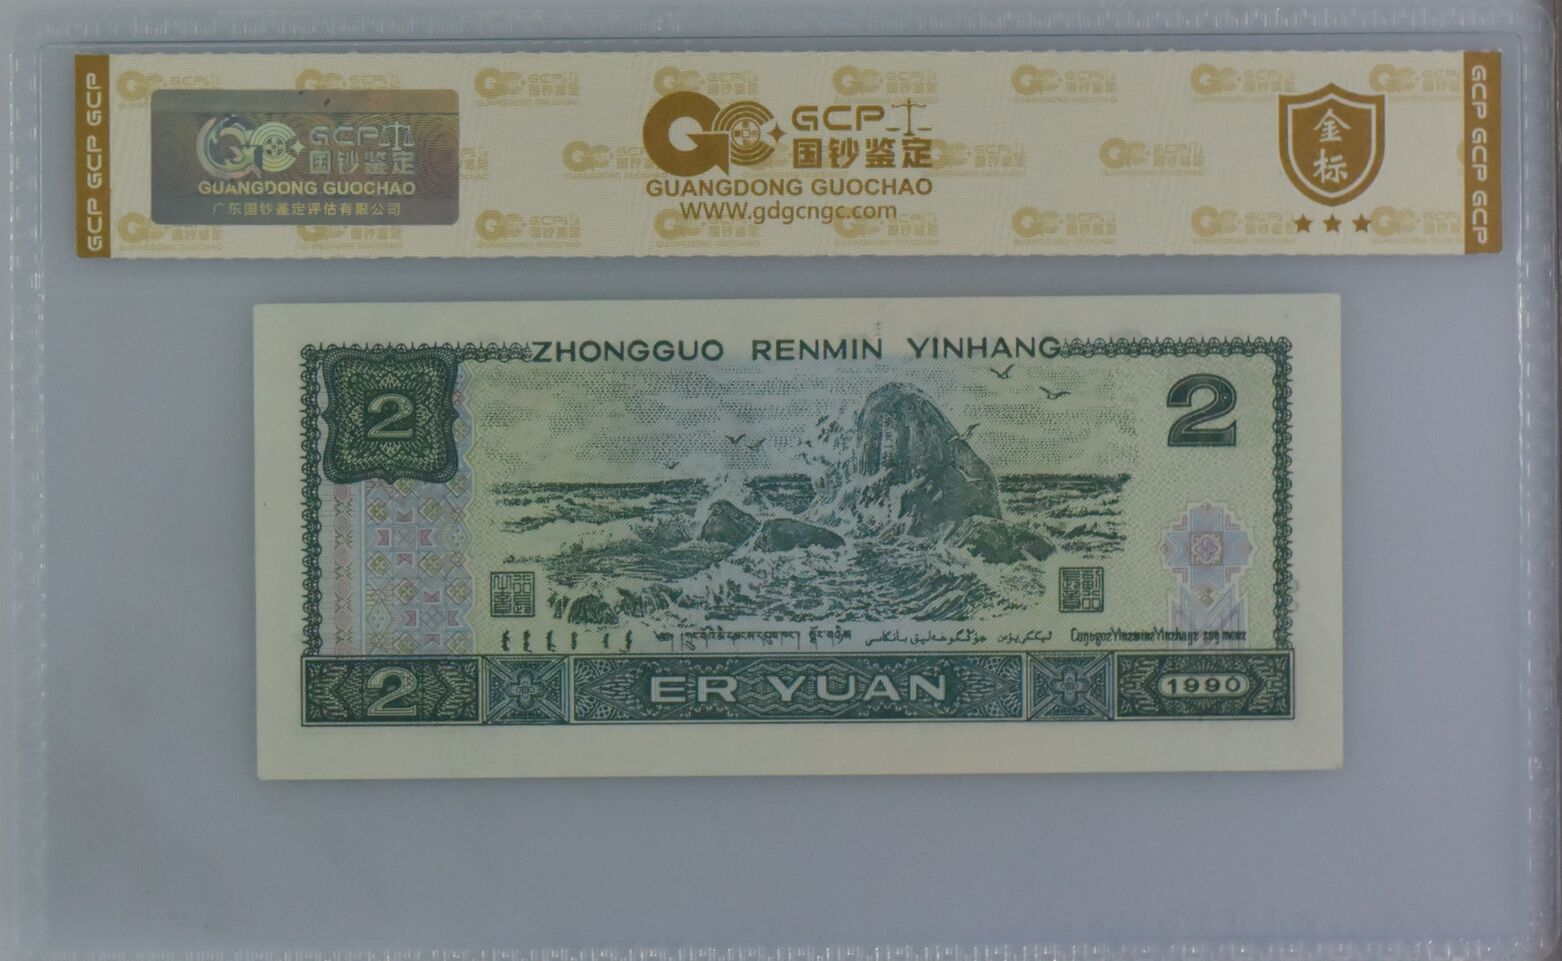 GCP GCP GCP
GCP
国钞鉴定
GUANGDONG GUOCHAO
广东国钞鉴定评估有限公司
GCP
国钞鉴定
GUANGDONG GUOCHAO
WWW.gdgcngc.com
金
标
GCP GCP GCP
ZHONGGUO RENMIN YINHANG
2
2
2
ER YUAN
1990